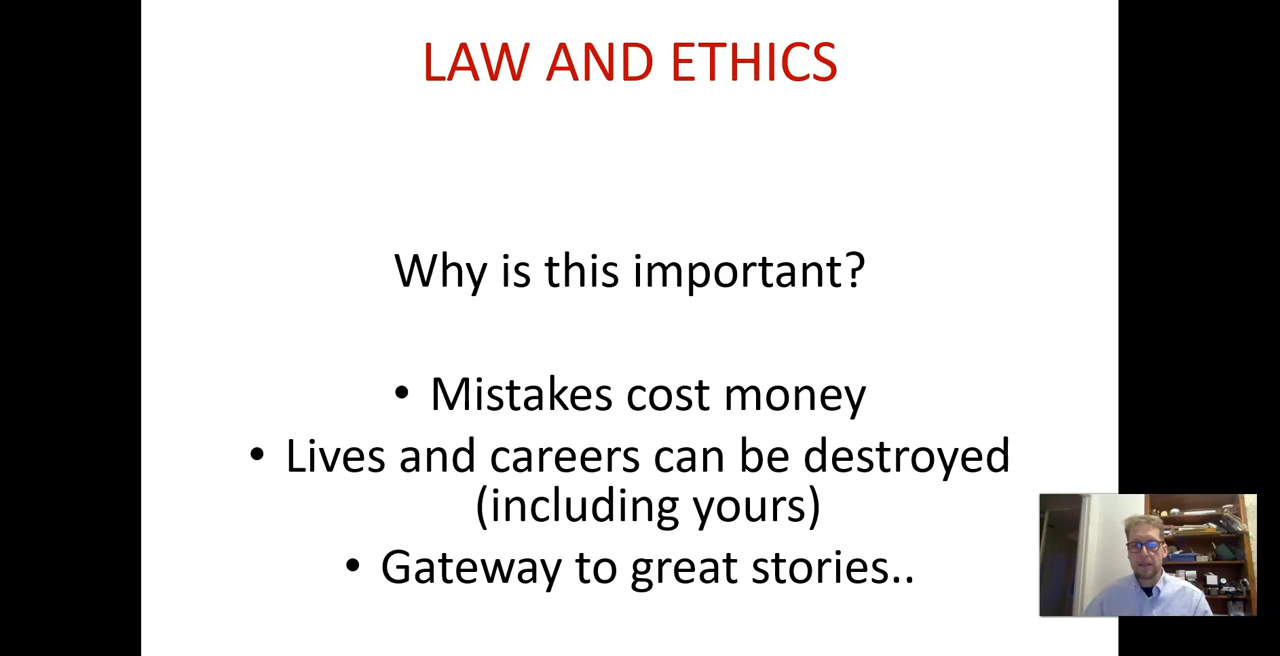 LAW AND ETHICS
Why is this important?
• Mistakes cost money
• Lives and careers can be destroyed
(including yours)
• Gateway to great stories..